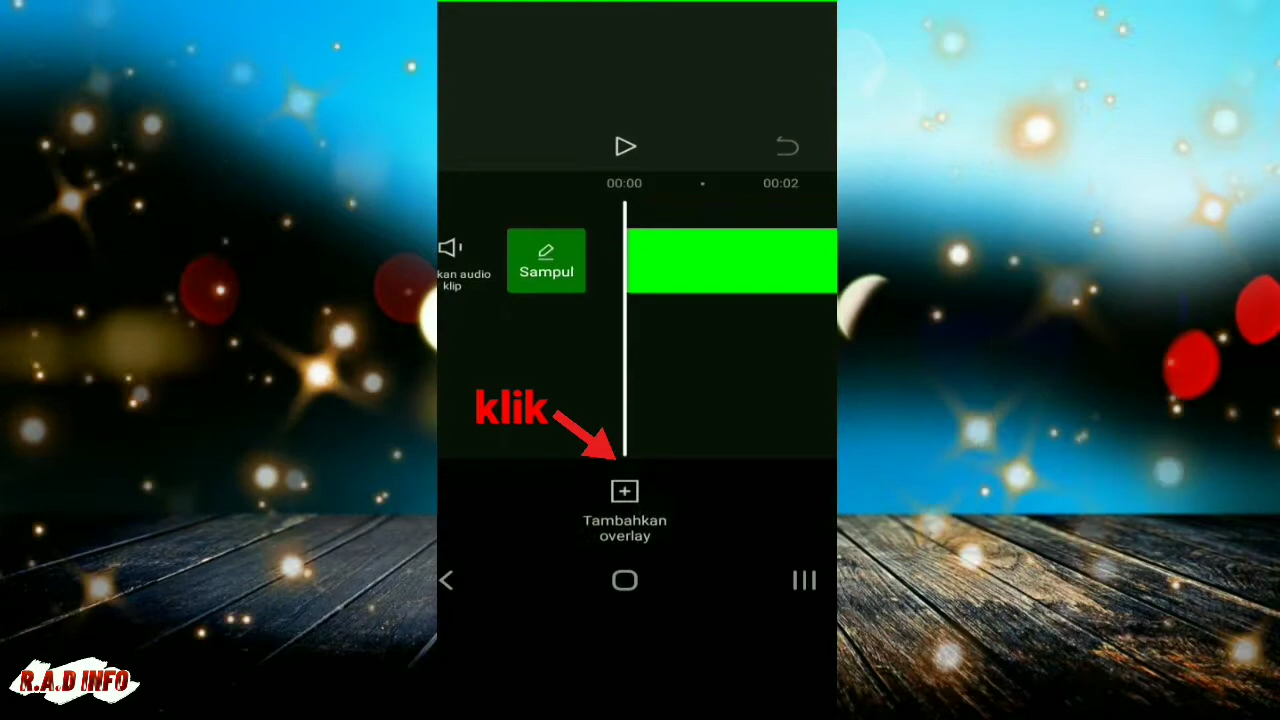 00:00
00:02
kan audio
klip
Sampul
klik
Tambahkan
overlay
R.A.D INFO